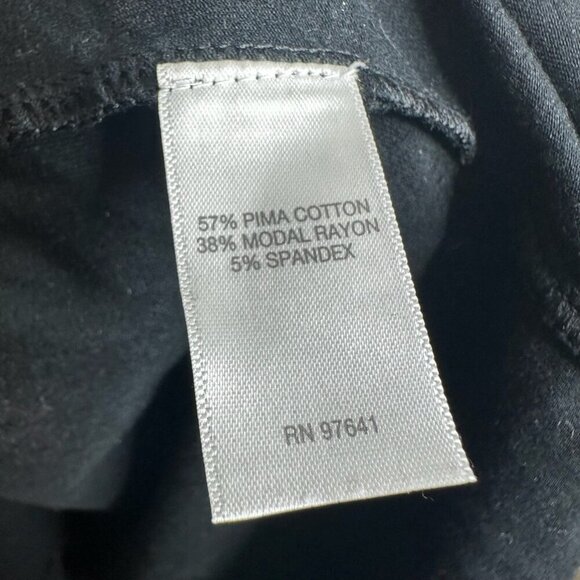 57% PIMA COTTON
38% MODAL RAYON
5% SPANDEX
RN 97641